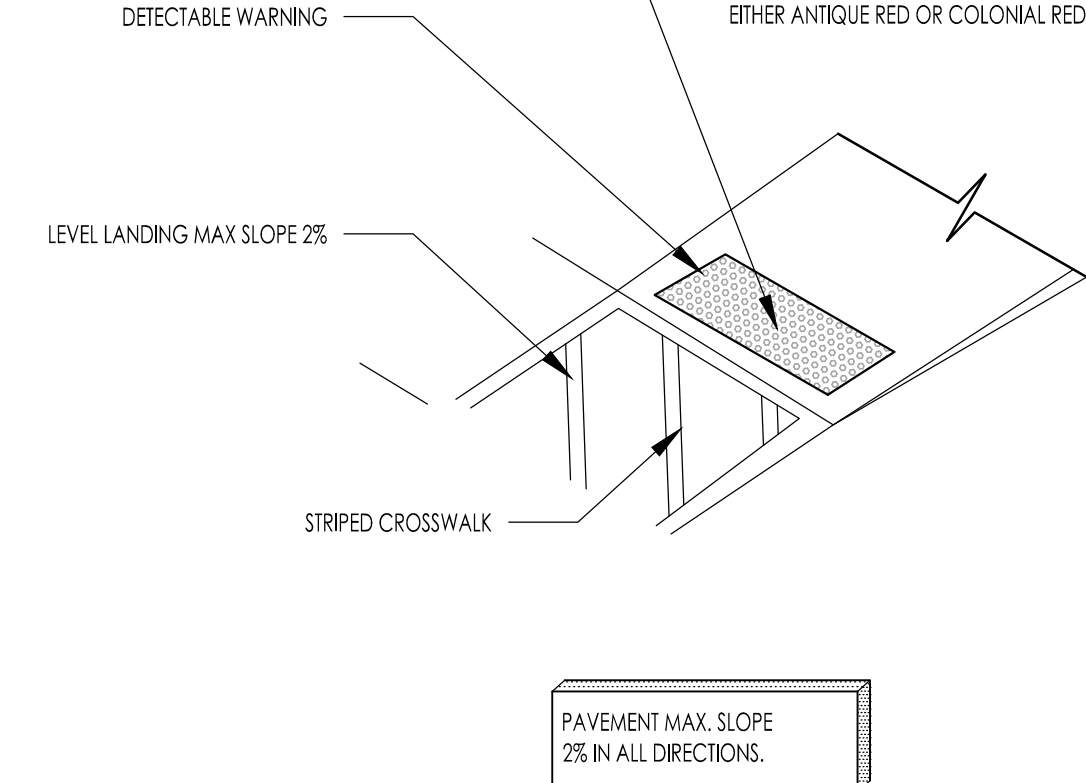 DETECTABLE WARNING
EITHER ANTIQUE RED OR COLONIAL RED
LEVEL LANDING MAX SLOPE 2%
STRIPED CROSSWALK
PAVEMENT MAX. SLOPE
2% IN ALL DIRECTIONS.